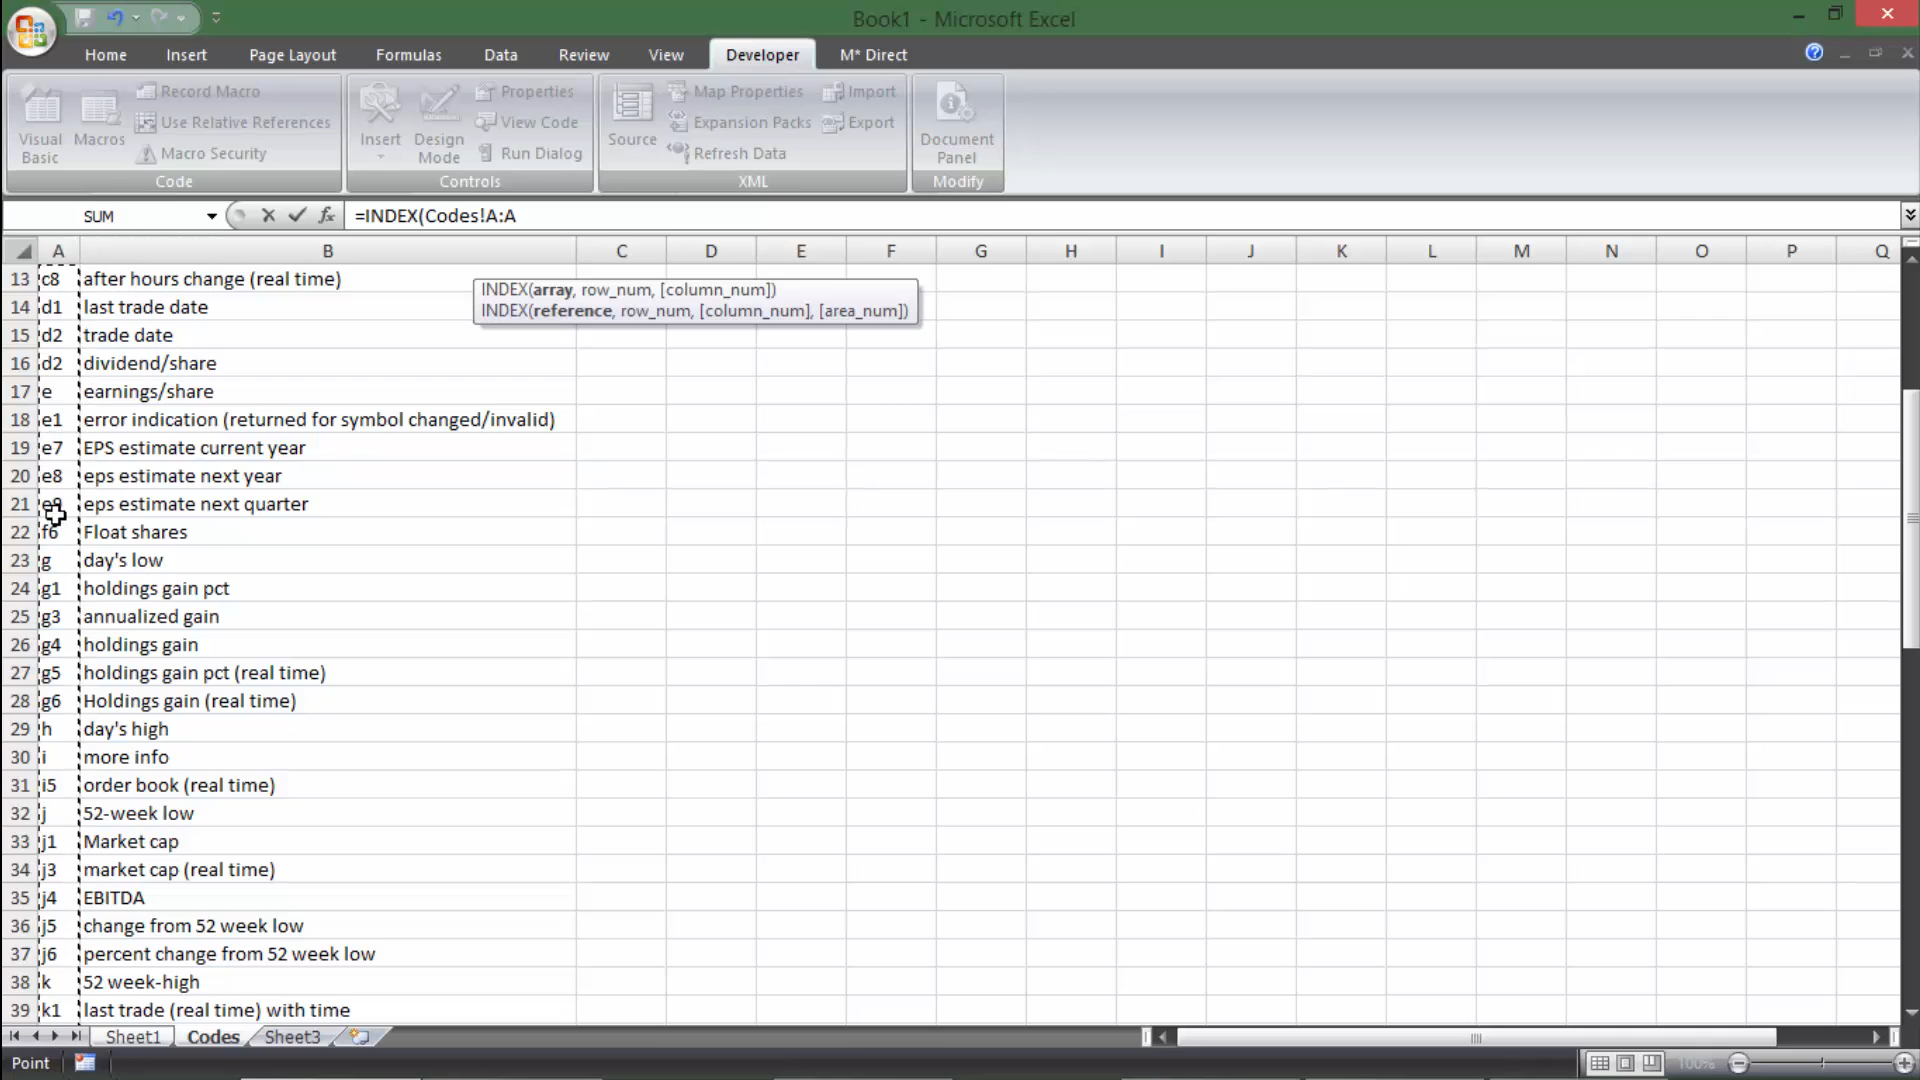 Book1 - Microsoft Excel
Home Insert Page Layout Formulas Data Review View Developer M* Direct
Visual Basic
Macros
Record Macro
Use Relative References
Macro Security
Code
Insert
Design Mode
Properties
View Code
Run Dialog
Controls
Source
Map Properties
Expansion Packs
Refresh Data
Import
Export
XML
Document Panel
Modify
SUM fx =INDEX(Codes!A:A
A B C D E F G H I J K L M N O P Q
INDEX(array, row_num, [column_num])
INDEX(reference, row_num, [column_num], [area_num])
13 c8 after hours change (real time)
14 d1 last trade date
15 d2 trade date
16 d2 dividend/share
17 e earnings/share
18 e1 error indication (returned for symbol changed/invalid)
19 e7 EPS estimate current year
20 e8 eps estimate next year
21 e9 eps estimate next quarter
22 f6 Float shares
23 g day's low
24 g1 holdings gain pct
25 g3 annualized gain
26 g4 holdings gain
27 g5 holdings gain pct (real time)
28 g6 Holdings gain (real time)
29 h day's high
30 i more info
31 i5 order book (real time)
32 j 52-week low
33 j1 Market cap
34 j3 market cap (real time)
35 j4 EBITDA
36 j5 change from 52 week low
37 j6 percent change from 52 week low
38 k 52 week-high
39 k1 last trade (real time) with time
Sheet1 Codes Sheet3
Point 100%